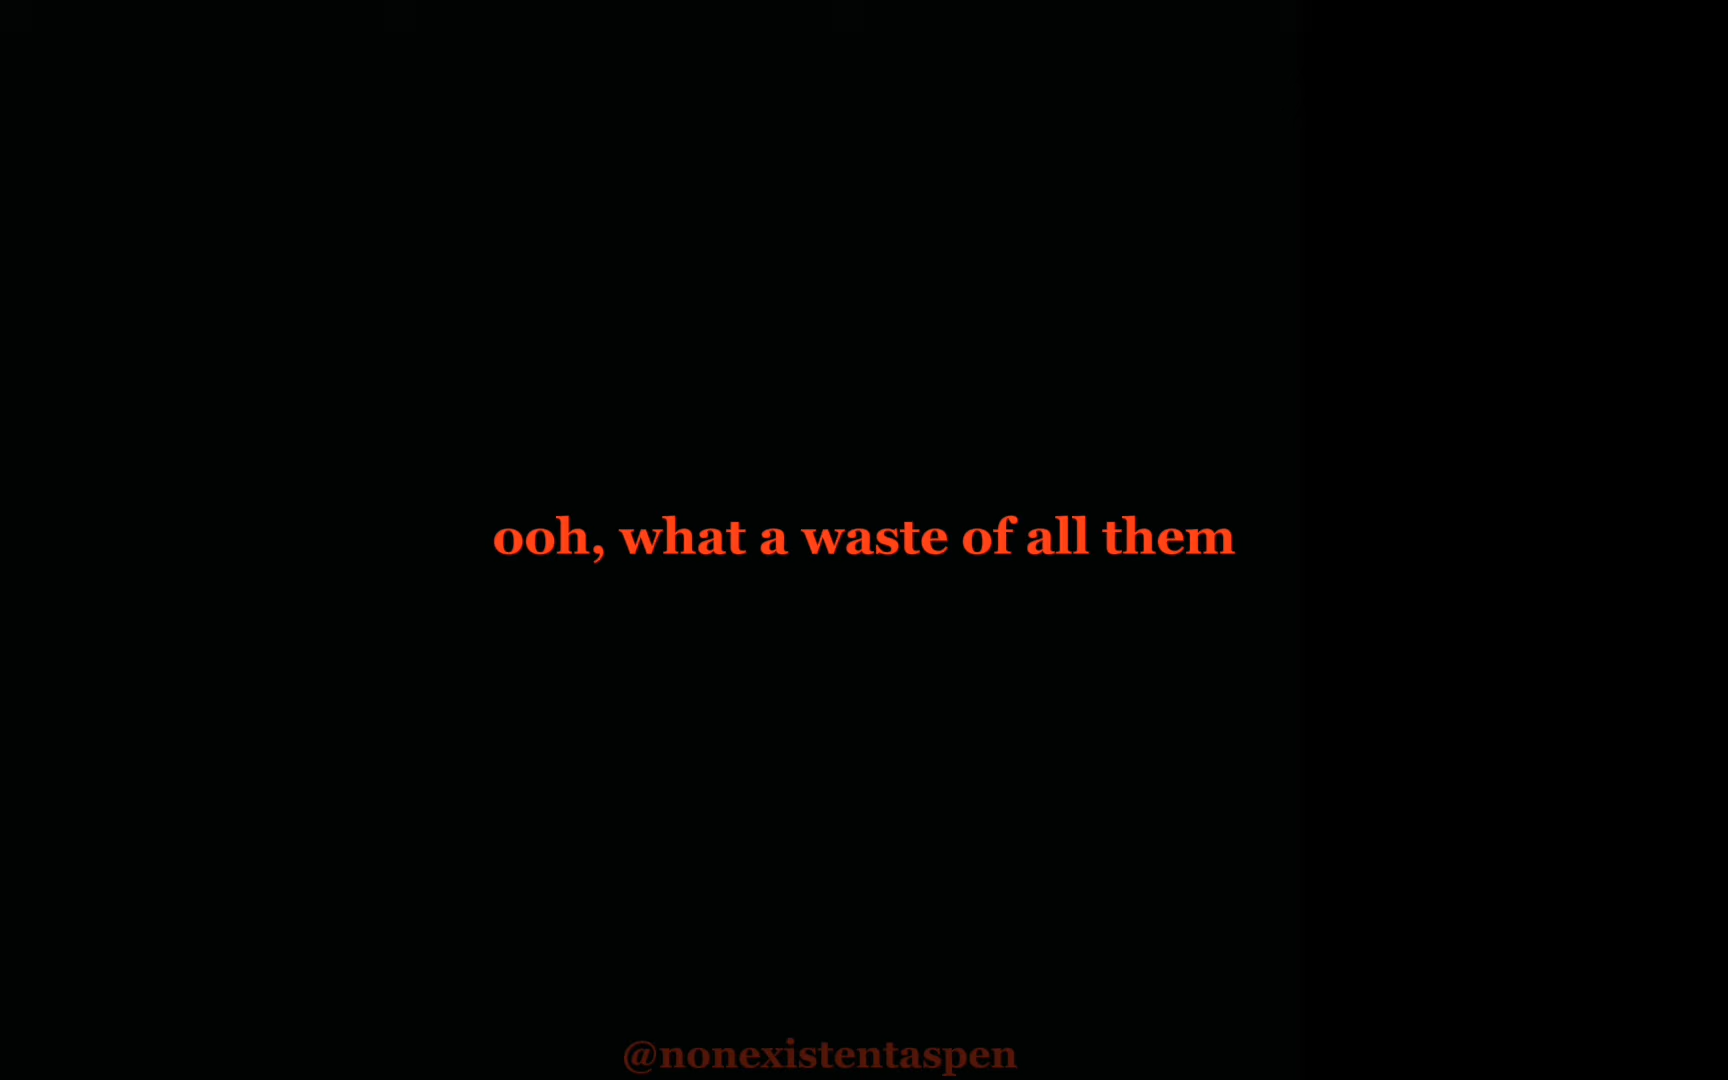 ooh, what a waste of all them
@nonexistentaspen